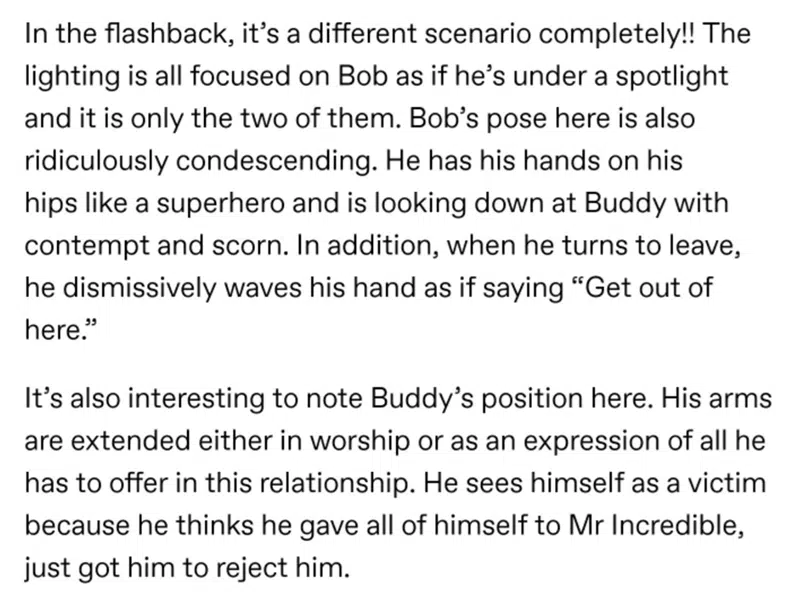 In the flashback, it’s a different scenario completely!! The
lighting is all focused on Bob as if he’s under a spotlight
and it is only the two of them. Bob’s pose here is also
ridiculously condescending. He has his hands on his
hips like a superhero and is looking down at Buddy with
contempt and scorn. In addition, when he turns to leave,
he dismissively waves his hand as if saying “Get out of
here.”
It’s also interesting to note Buddy’s position here. His arms
are extended either in worship or as an expression of all he
has to offer in this relationship. He sees himself as a victim
because he thinks he gave all of himself to Mr Incredible,
just got him to reject him.